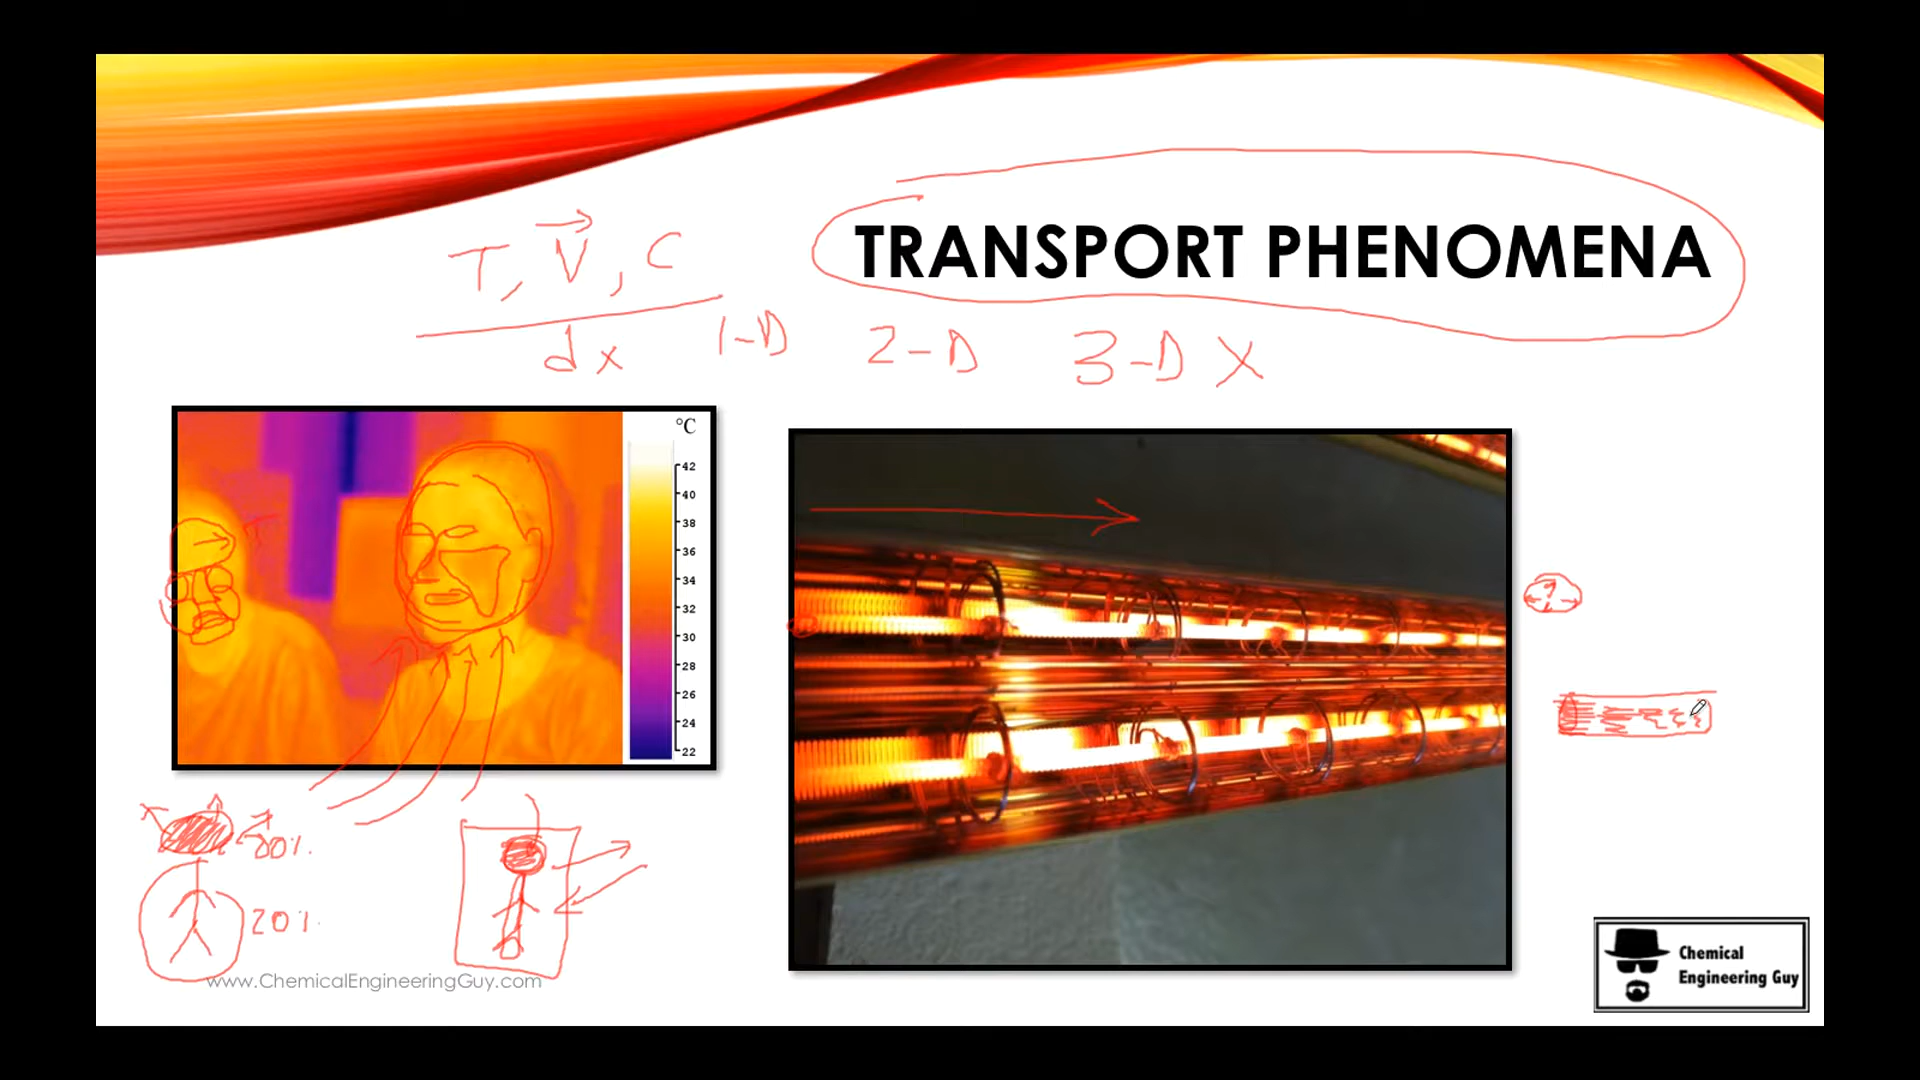 TRANSPORT PHENOMENA
T, V, C
dx
1-D 2-D 3-D X
°C
42
40
38
36
34
32
30
28
26
24
22
80%
20%
www.ChemicalEngineeringGuy.com
Chemical
Engineering Guy